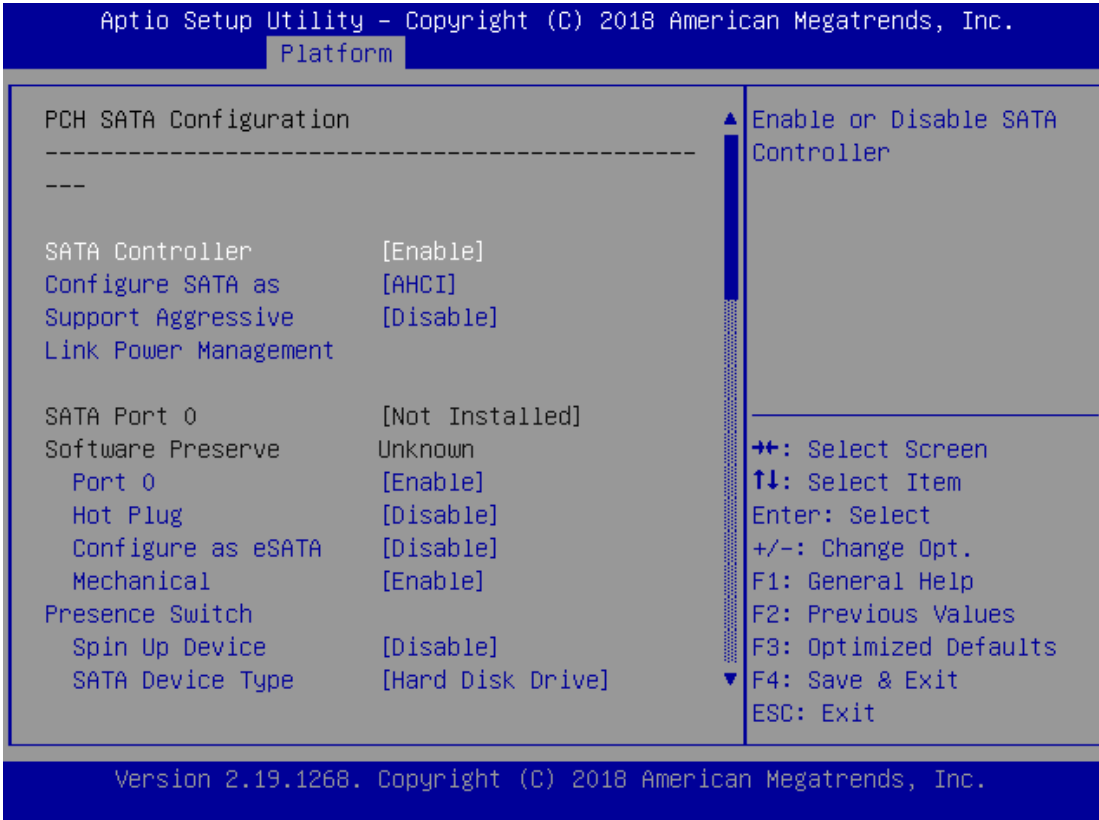 Aptio Setup Utility – Copyright (C) 2018 American Megatrends, Inc.
Platform
PCH SATA Configuration
-----------------------------------------------
---
SATA Controller [Enable]
Configure SATA as [AHCI]
Support Aggressive [Disable]
Link Power Management
SATA Port 0 [Not Installed]
Software Preserve Unknown
Port 0 [Enable]
Hot Plug [Disable]
Configure as eSATA [Disable]
Mechanical [Enable]
Presence Switch
Spin Up Device [Disable]
SATA Device Type [Hard Disk Drive]
Enable or Disable SATA
Controller
→←: Select Screen
↑↓: Select Item
Enter: Select
+/-: Change Opt.
F1: General Help
F2: Previous Values
F3: Optimized Defaults
F4: Save & Exit
ESC: Exit
Version 2.19.1268. Copyright (C) 2018 American Megatrends, Inc.